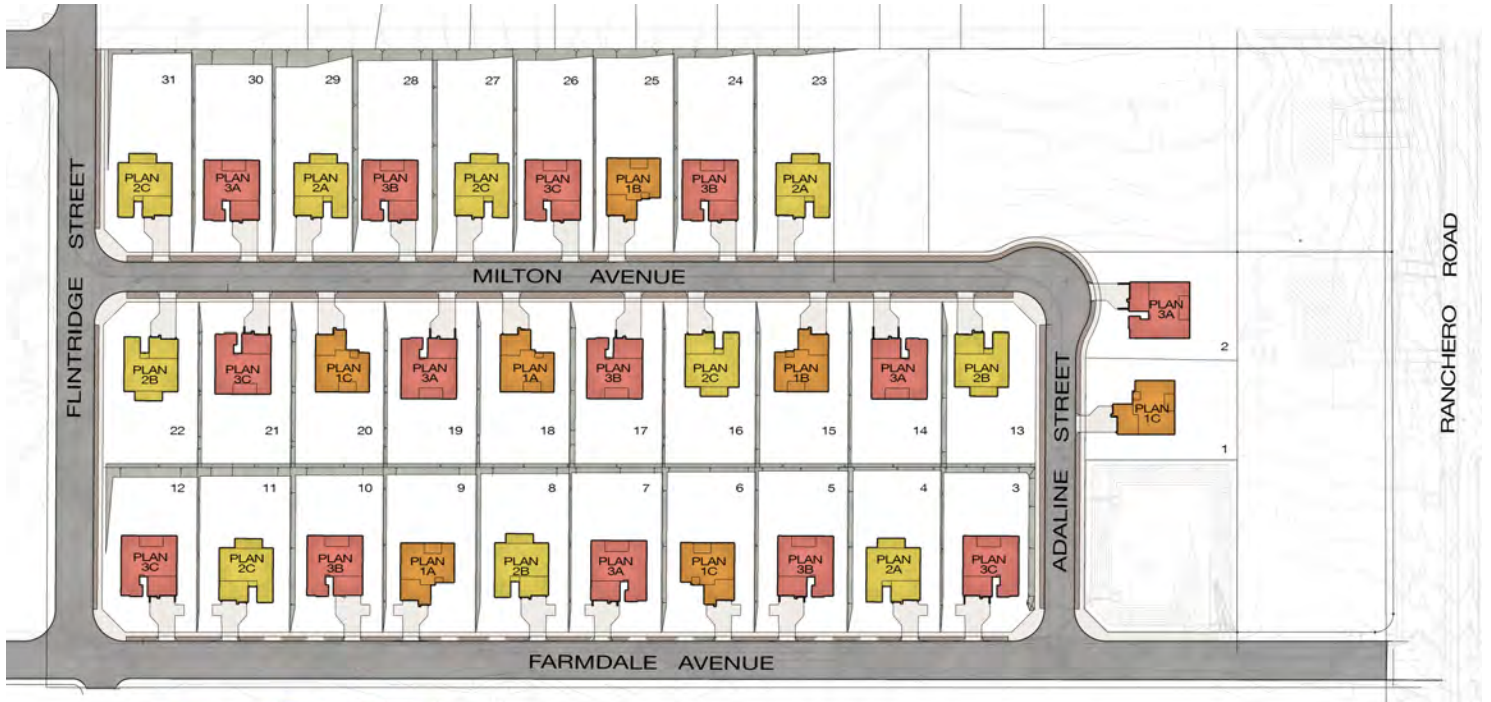 31 30 29 28 27 26 25 24 23
PLAN
2C
PLAN
3A
PLAN
2A
PLAN
3B
PLAN
2C
PLAN
3C
PLAN
1B
PLAN
3B
PLAN
2A
FLINTRIDGE STREET
MILTON AVENUE
RANCHERO ROAD
PLAN
3A
2
PLAN
2B
PLAN
3C
PLAN
1C
PLAN
3A
PLAN
1A
PLAN
3B
PLAN
2C
PLAN
1B
PLAN
3A
PLAN
2B
ADALINE STREET
PLAN
1C
1
22 21 20 19 18 17 16 15 14 13
12 11 10 9 8 7 6 5 4 3
PLAN
3C
PLAN
2C
PLAN
3B
PLAN
1A
PLAN
2B
PLAN
3A
PLAN
1C
PLAN
3B
PLAN
2A
PLAN
3C
FARMDALE AVENUE